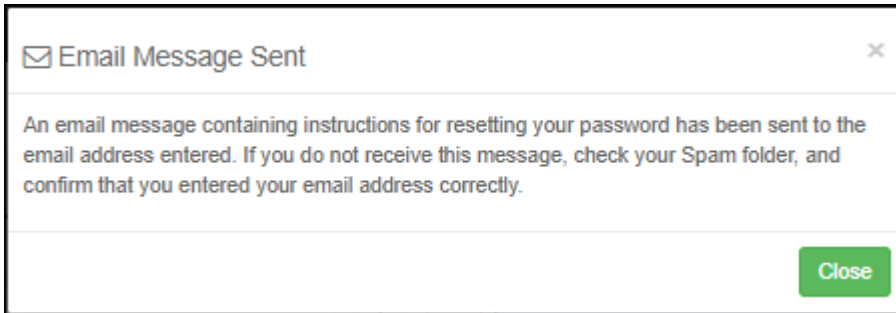 Email Message Sent
×
An email message containing instructions for resetting your password has been sent to the
email address entered. If you do not receive this message, check your Spam folder, and
confirm that you entered your email address correctly.
Close